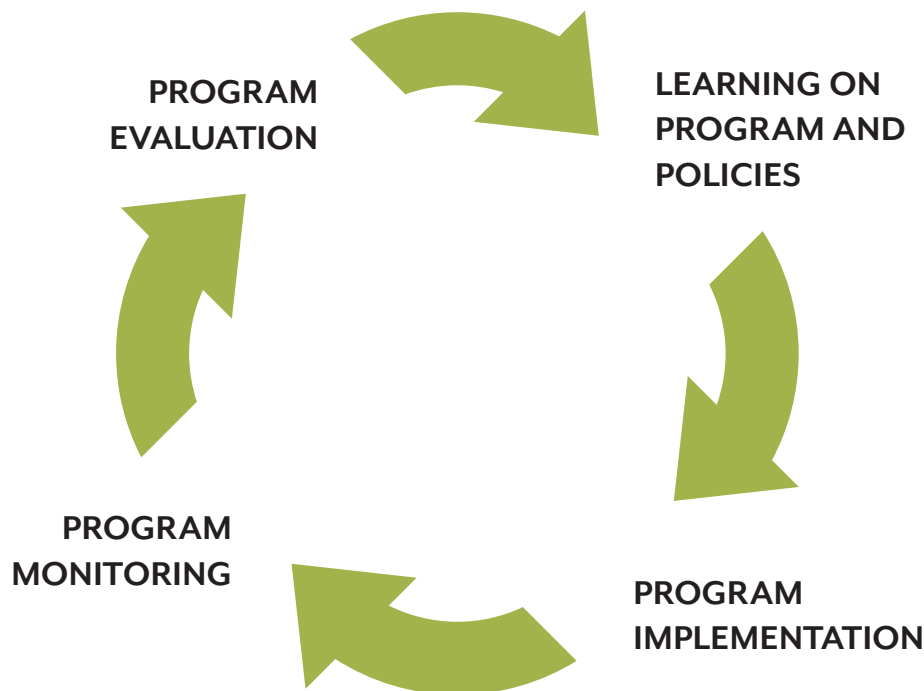 PROGRAM
EVALUATION
LEARNING ON
PROGRAM AND
POLICIES
PROGRAM
MONITORING
PROGRAM
IMPLEMENTATION